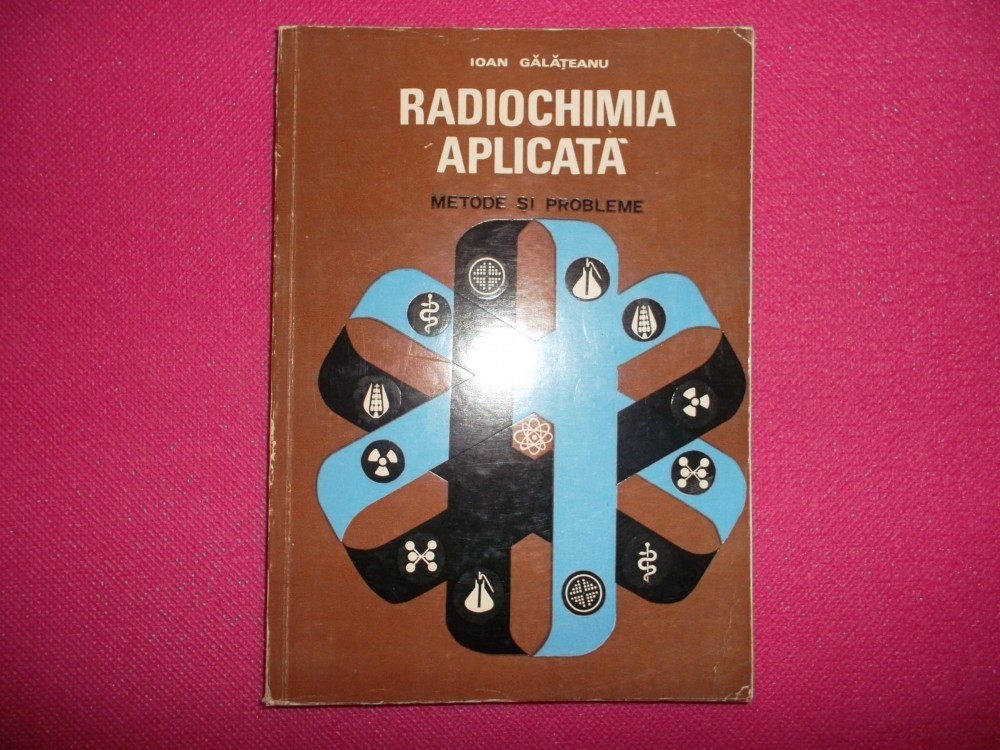 IOAN GĂLĂȚEANU
RADIOCHIMIA
APLICATĂ
METODE ȘI PROBLEME